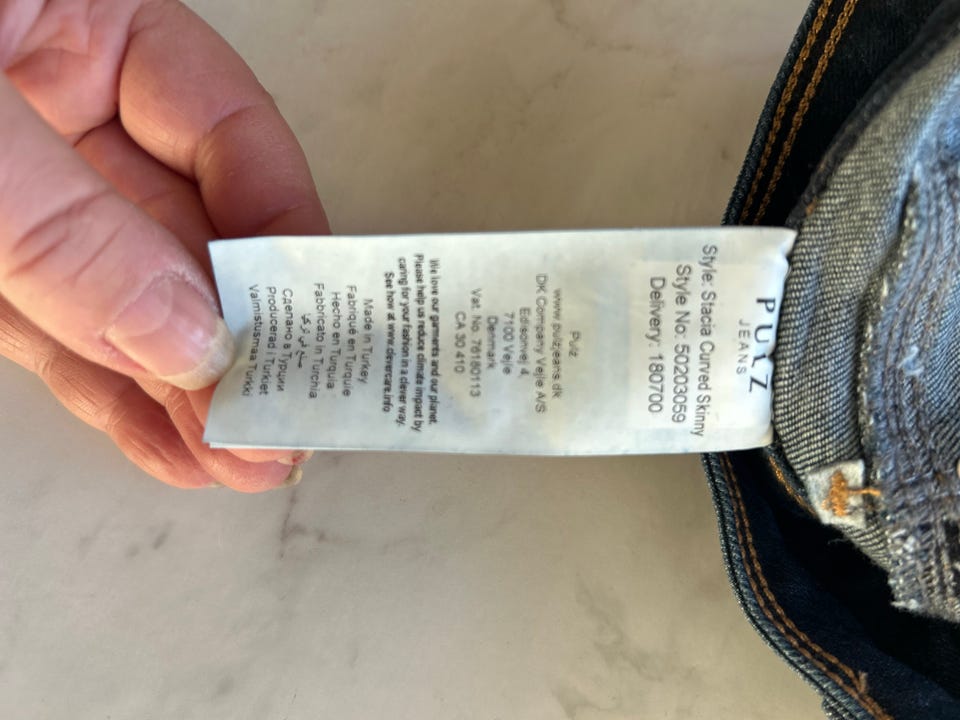 PULZ
JEANS
Style: Stacia Curved Skinny
Style No: 50203059
Delivery: 180700
Pulz
www.pulzjeans.dk
DK Company Vejle A/S
Edisonvej 4,
7100 Vejle
Denmark
Vat. No. 76180113
CA 30 410
We love our garments and our planet.
Please help us reduce climate impact by
caring for your fashion in a clever way.
See how at www.clevercare.info
Made in Turkey
Fabriqué en Turquie
Hecho en Turquia
Fabbricato in Turchia
صنع في تركيا
Сделано в Турции
Producerad i Turkiet
Valmistusmaa Turkki